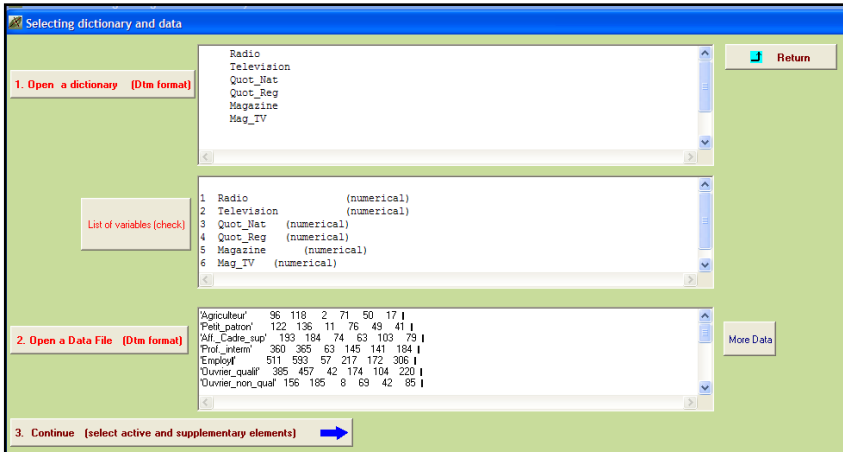 Selecting dictionary and data
Radio
Television
Quot_Nat
Quot_Reg
Magazine
Mag_TV
1. Open a dictionary (Dtm format)
Return
List of variables (check)
1 Radio (numerical)
2 Television (numerical)
3 Quot_Nat (numerical)
4 Quot_Reg (numerical)
5 Magazine (numerical)
6 Mag_TV (numerical)
2. Open a Data File (Dtm format)
'Agriculteur' 96 118 2 71 50 17 |
'Petit_patron' 122 136 11 76 49 41 |
'Aff._Cadre_sup' 193 184 74 63 103 79 |
'Prof._interm' 360 365 63 145 141 184 |
'Employé' 511 593 57 217 172 306 |
'Ouvrier_qualif' 385 457 42 174 104 220 |
'Ouvrier_non_qual' 156 185 8 69 42 85 |
More Data
3. Continue (select active and supplementary elements)